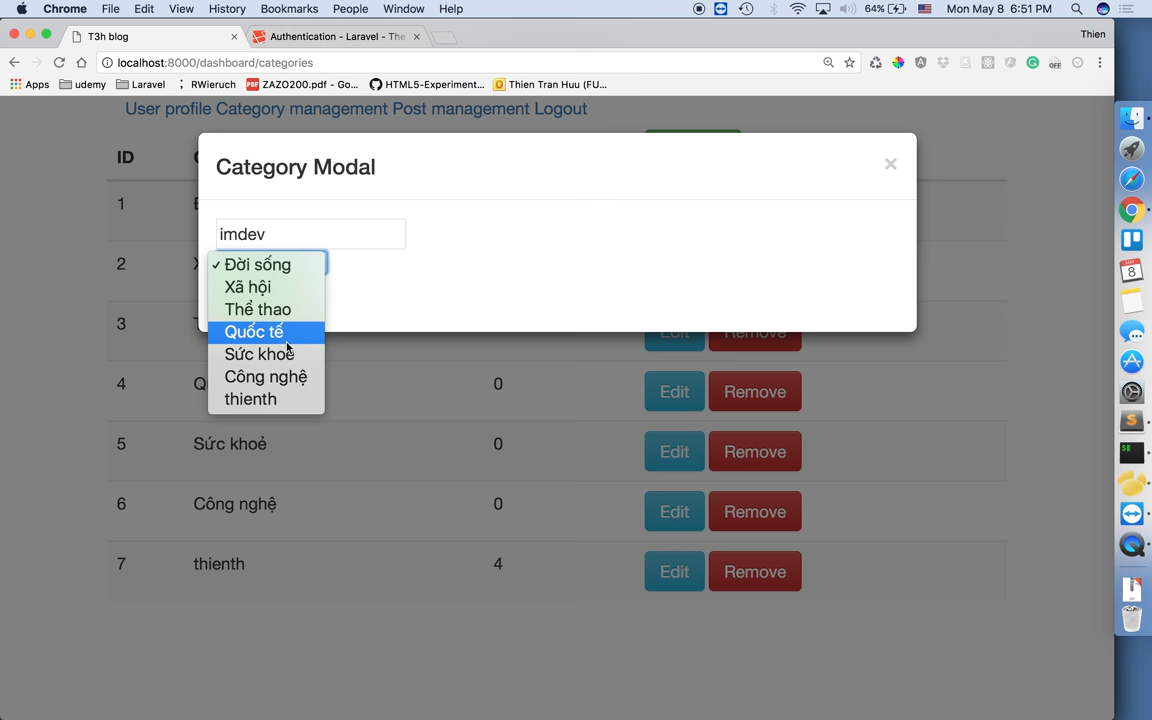 Chrome File Edit View History Bookmarks People Window Help 64% Mon May 8 6:51 PM
T3h blog Authentication - Laravel - The Thien
localhost:8000/dashboard/categories
Apps udemy Laravel RWieruch PDF ZAZO200.pdf - Go... HTML5-Experiment... Thien Tran Huu (FU...
User profile Category management Post management Logout
Category Modal ×
imdev
✓ Đời sống
Xã hội
Thể thao
Quốc tế
Sức khoẻ
Công nghệ
thienth
ID
1
2
3 Edit Remove
4 0 Edit Remove
5 Sức khoẻ 0 Edit Remove
6 Công nghệ 0 Edit Remove
7 thienth 4 Edit Remove